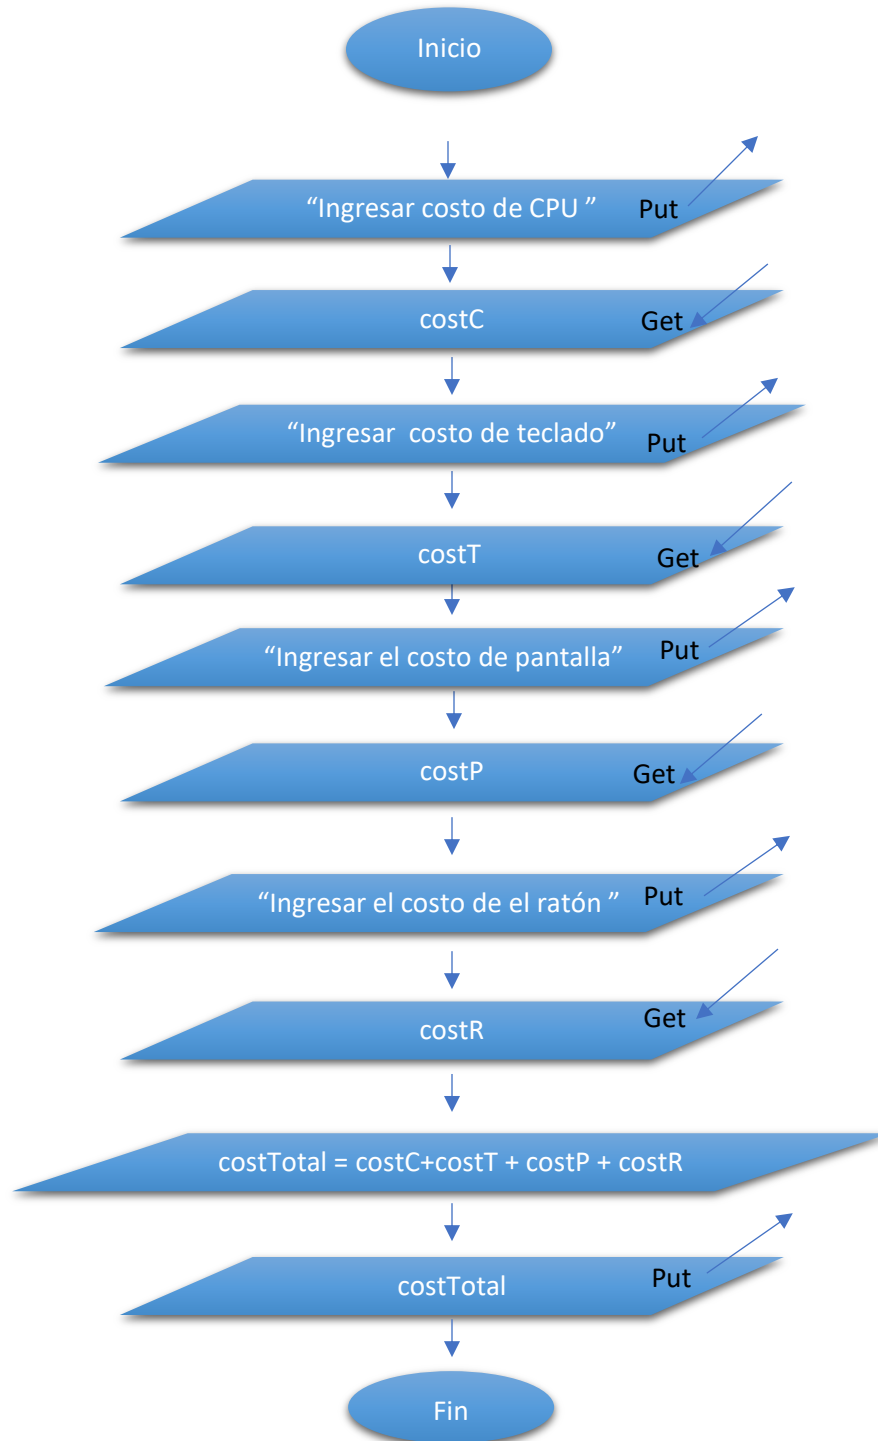 Inicio
“Ingresar costo de CPU ” Put
costC Get
“Ingresar  costo de teclado” Put
costT Get
“Ingresar el costo de pantalla” Put
costP Get
“Ingresar el costo de el ratón ” Put
costR Get
costTotal = costC+costT + costP + costR
costTotal Put
Fin